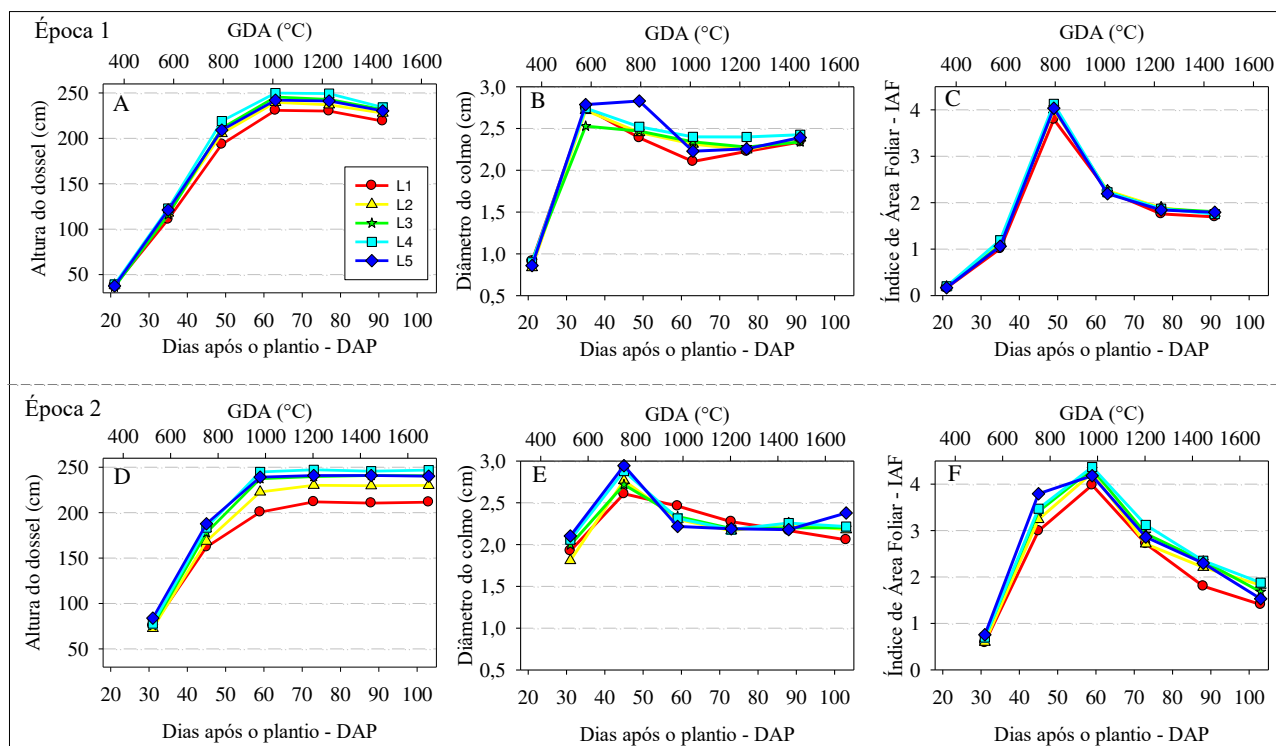 Época 1
GDA (°C)
400 600 800 1000 1200 1400 1600
A
Altura do dossel (cm)
250
200
150
100
50
L1
L2
L3
L4
L5
20 30 40 50 60 70 80 90 100
Dias após o plantio - DAP
GDA (°C)
400 600 800 1000 1200 1400 1600
B
Diâmetro do colmo (cm)
3,0
2,5
2,0
1,5
1,0
0,5
20 30 40 50 60 70 80 90 100
Dias após o plantio - DAP
GDA (°C)
400 600 800 1000 1200 1400 1600
C
Índice de Área Foliar - IAF
4
3
2
1
0
20 30 40 50 60 70 80 90 100
Dias após o plantio - DAP
Época 2
GDA (°C)
400 600 800 1000 1200 1400 1600
D
Altura do dossel (cm)
250
200
150
100
50
20 30 40 50 60 70 80 90 100
Dias após o plantio - DAP
GDA (°C)
400 600 800 1000 1200 1400 1600
E
Diâmetro do colmo (cm)
3,0
2,5
2,0
1,5
1,0
0,5
20 30 40 50 60 70 80 90 100
Dias após o plantio - DAP
GDA (°C)
400 600 800 1000 1200 1400 1600
F
Índice de Área Foliar - IAF
4
3
2
1
0
20 30 40 50 60 70 80 90 100
Dias após o plantio - DAP